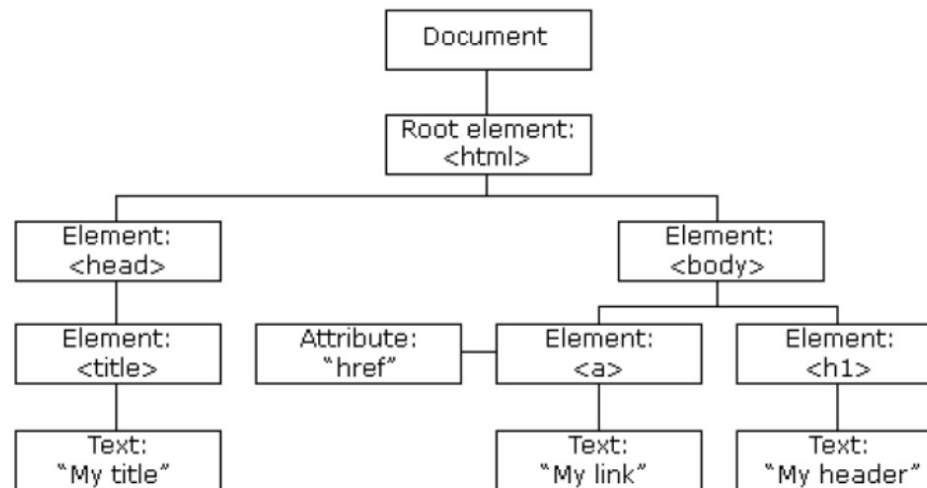 Document
Root element:
<html>
Element:
<head>
Element:
<body>
Element:
<title>
Attribute:
“href”
Element:
<a>
Element:
<h1>
Text:
“My title”
Text:
“My link”
Text:
“My header”